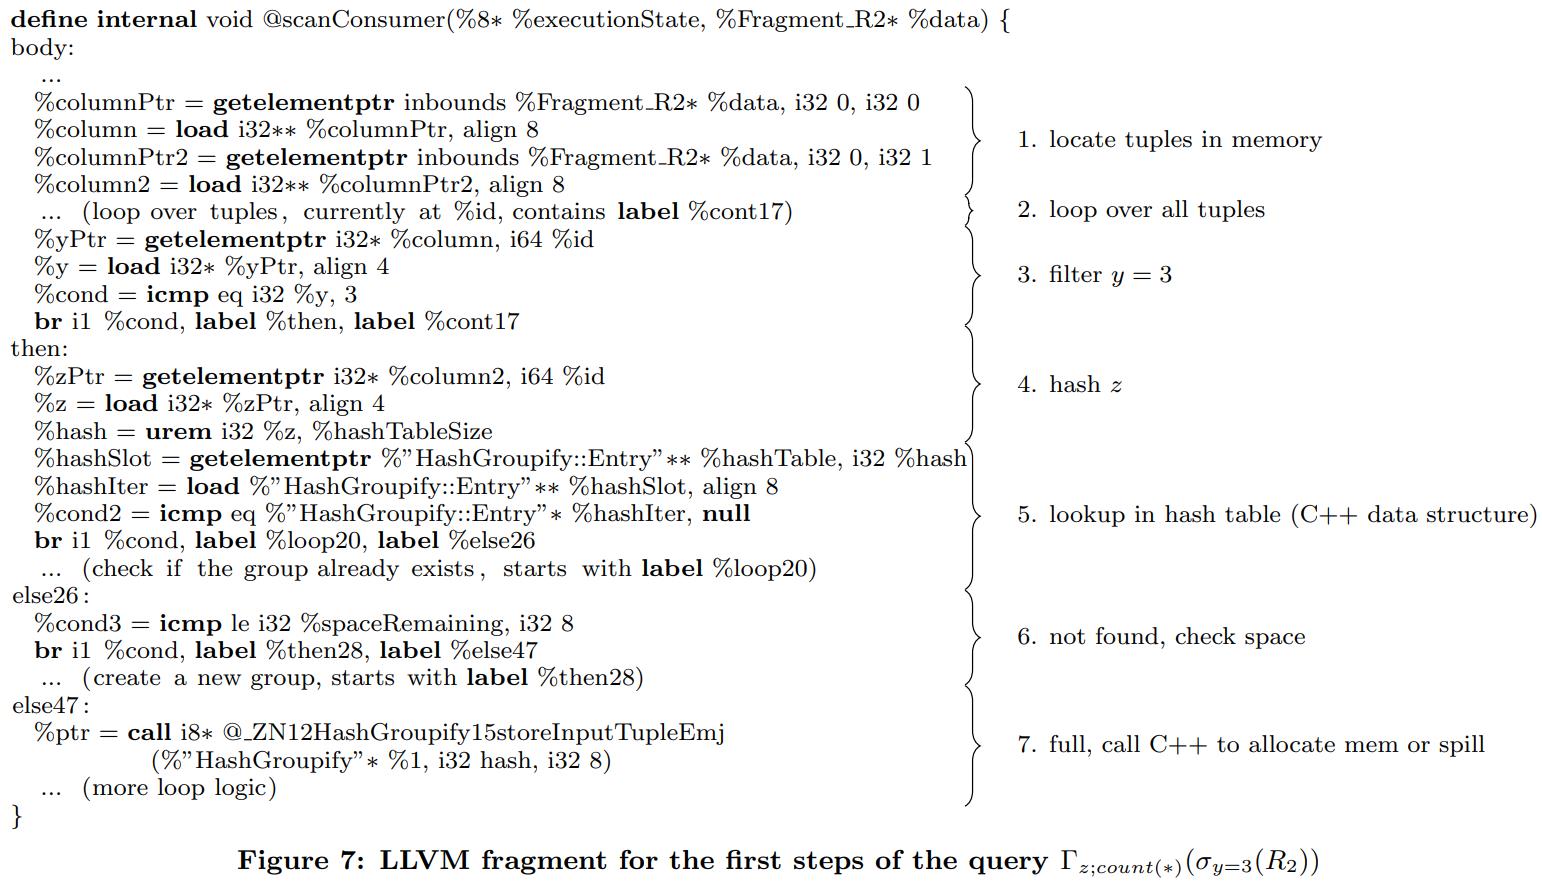 define internal void @scanConsumer(%8* %executionState, %Fragment_R2* %data) {
body:
...
%columnPtr = getelementptr inbounds %Fragment_R2* %data, i32 0, i32 0
%column = load i32** %columnPtr, align 8
1. locate tuples in memory
%columnPtr2 = getelementptr inbounds %Fragment_R2* %data, i32 0, i32 1
%column2 = load i32** %columnPtr2, align 8
... (loop over tuples, currently at %id, contains label %cont17)
2. loop over all tuples
%yPtr = getelementptr i32* %column, i64 %id
%y = load i32* %yPtr, align 4
3. filter y = 3
%cond = icmp eq i32 %y, 3
br i1 %cond, label %then, label %cont17
then:
%zPtr = getelementptr i32* %column2, i64 %id
4. hash z
%z = load i32* %zPtr, align 4
%hash = urem i32 %z, %hashTableSize
%hashSlot = getelementptr %"HashGroupify::Entry"** %hashTable, i32 %hash
%hashIter = load %"HashGroupify::Entry"** %hashSlot, align 8
%cond2 = icmp eq %"HashGroupify::Entry"* %hashIter, null
5. lookup in hash table (C++ data structure)
br i1 %cond, label %loop20, label %else26
... (check if the group already exists, starts with label %loop20)
else26:
%cond3 = icmp le i32 %spaceRemaining, i32 8
6. not found, check space
br i1 %cond, label %then28, label %else47
... (create a new group, starts with label %then28)
else47:
%ptr = call i8* @_ZN12HashGroupify15storeInputTupleEmj
7. full, call C++ to allocate mem or spill
(%"HashGroupify"* %1, i32 hash, i32 8)
... (more loop logic)
}
Figure 7: LLVM fragment for the first steps of the query Γz;count(*)(σy=3(R2))